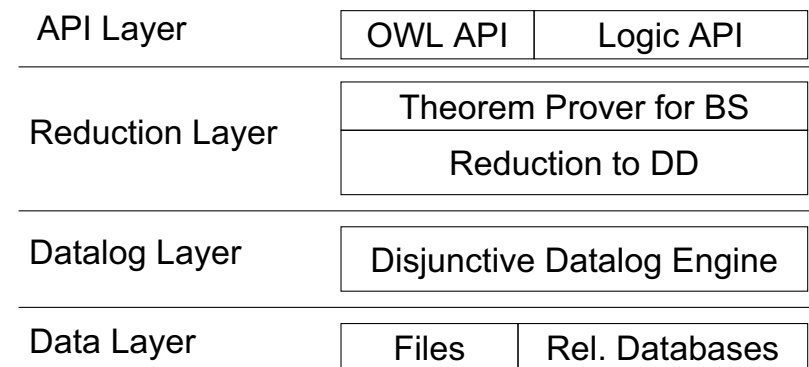 API Layer
OWL API
Logic API
Reduction Layer
Theorem Prover for BS
Reduction to DD
Datalog Layer
Disjunctive Datalog Engine
Data Layer
Files
Rel. Databases